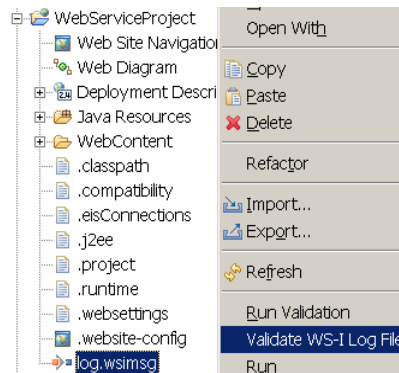 WebServiceProject
Web Site Navigation
Web Diagram
Deployment Descri
Java Resources
WebContent
.classpath
.compatibility
.eisConnections
.j2ee
.project
.runtime
.websettings
.website-config
log.wsimsg
Open With
Copy
Paste
Delete
Refactor
Import...
Export...
Refresh
Run Validation
Validate WS-I Log File
Run